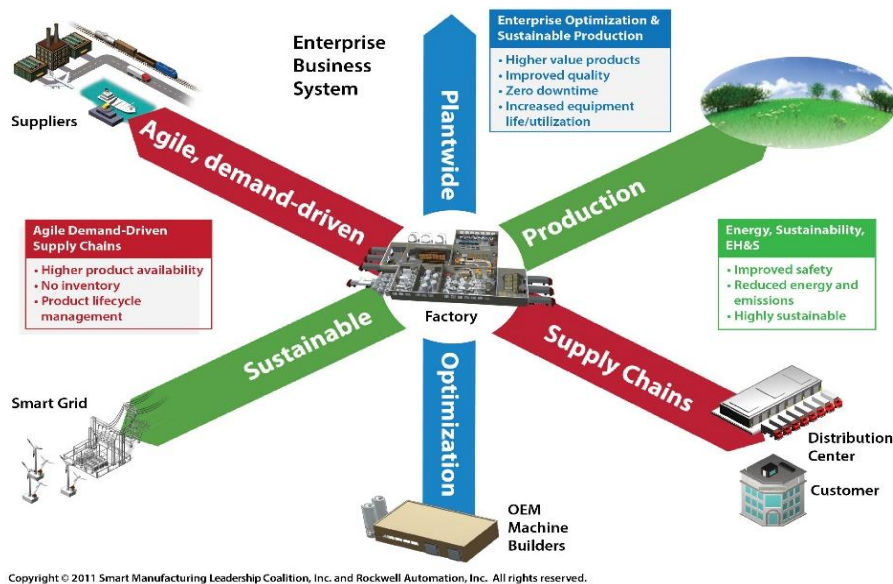 Enterprise
Business
System
Plantwide
Enterprise Optimization &
Sustainable Production
• Higher value products
• Improved quality
• Zero downtime
• Increased equipment
life/utilization
Suppliers
Agile, demand-driven
Production
Agile Demand-Driven
Supply Chains
• Higher product availability
• No inventory
• Product lifecycle
management
Energy, Sustainability,
EH&S
• Improved safety
• Reduced energy and
emissions
• Highly sustainable
Factory
Sustainable
Optimization
Supply Chains
Smart Grid
Distribution
Center
Customer
OEM
Machine
Builders
Copyright © 2011 Smart Manufacturing Leadership Coalition, Inc. and Rockwell Automation, Inc. All rights reserved.